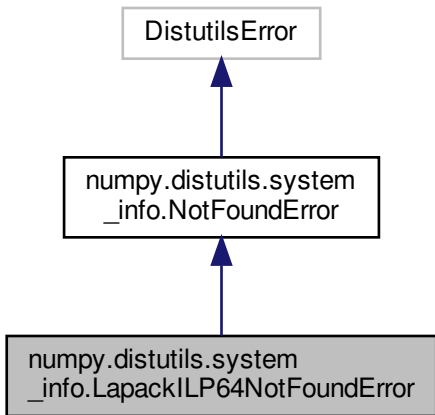 DistutilsError
numpy.distutils.system
_info.NotFoundError
numpy.distutils.system
_info.LapackILP64NotFoundError